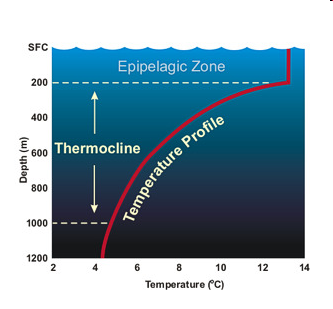 SFC
Epipelagic Zone
200
400
Thermocline
600
800
1000
1200
Depth (m)
Temperature Profile
2 4 6 8 10 12 14
Temperature (°C)